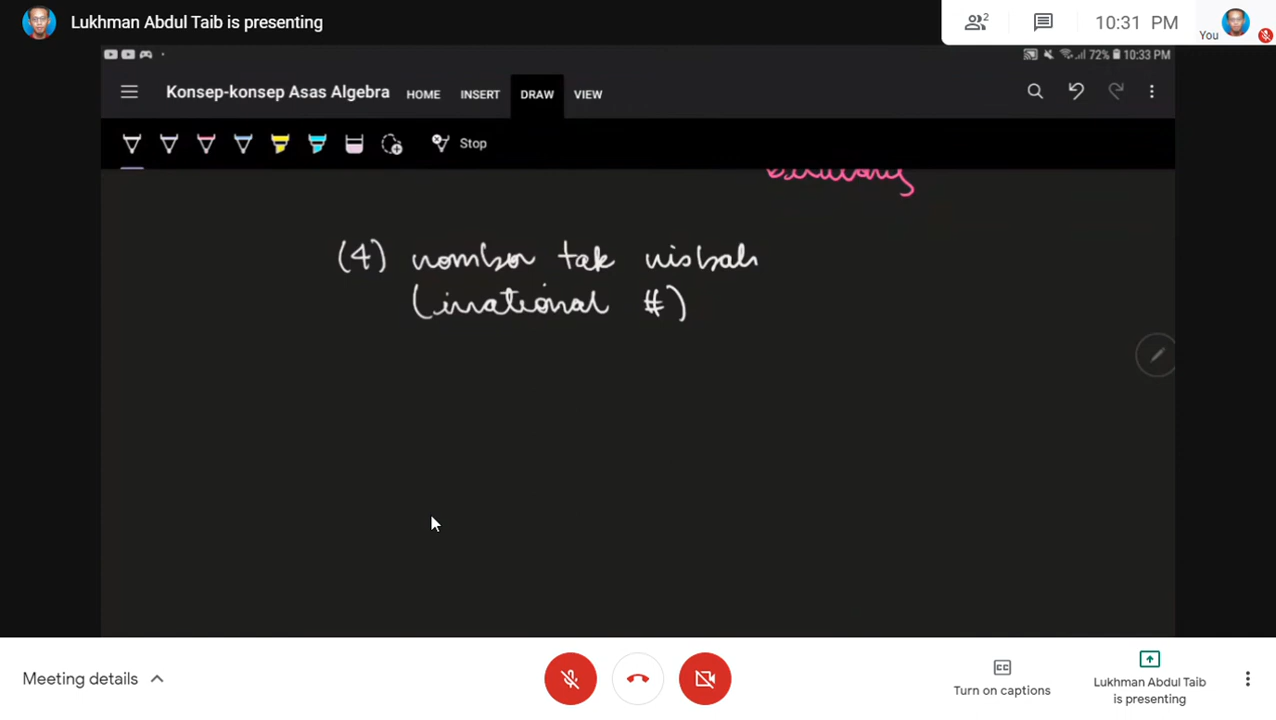 Lukhman Abdul Taib is presenting
2
10:31 PM
You
72% 10:33 PM
Konsep-konsep Asas Algebra HOME INSERT DRAW VIEW
Stop
(4) nombor tak nisbah
(irrational #)
Meeting details
Turn on captions
Lukhman Abdul Taib
is presenting